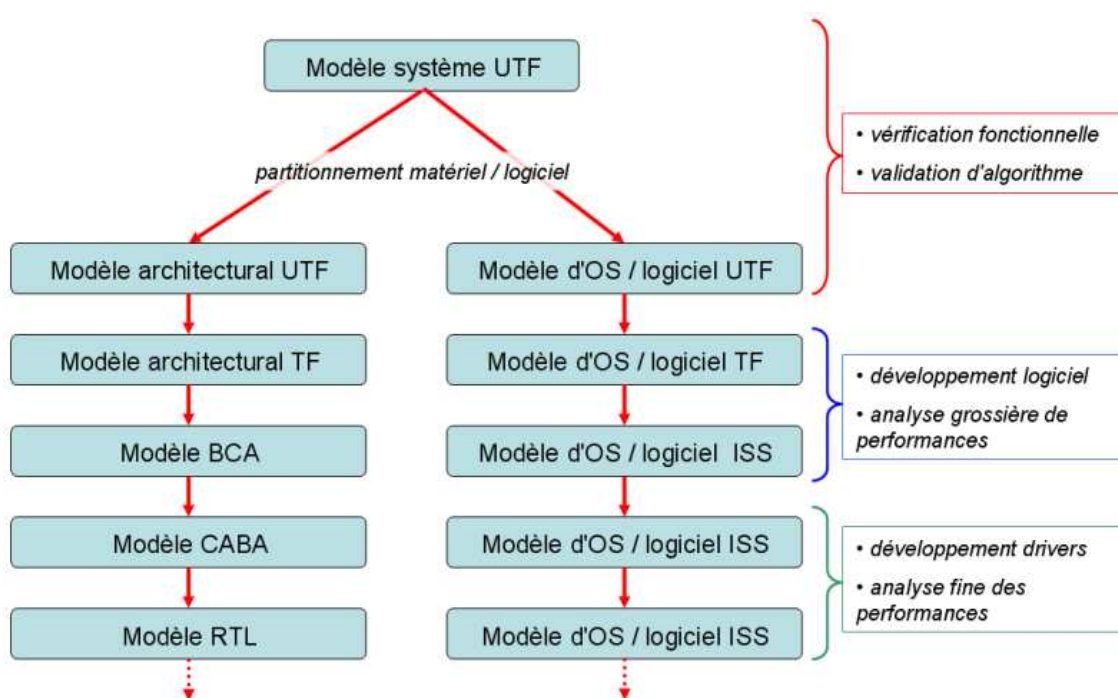 Modèle système UTF
• vérification fonctionnelle
• validation d'algorithme
partitionnement matériel / logiciel
Modèle architectural UTF
Modèle d'OS / logiciel UTF
Modèle architectural TF
Modèle d'OS / logiciel TF
• développement logiciel
• analyse grossière de
performances
Modèle BCA
Modèle d'OS / logiciel ISS
Modèle CABA
Modèle d'OS / logiciel ISS
• développement drivers
• analyse fine des
performances
Modèle RTL
Modèle d'OS / logiciel ISS